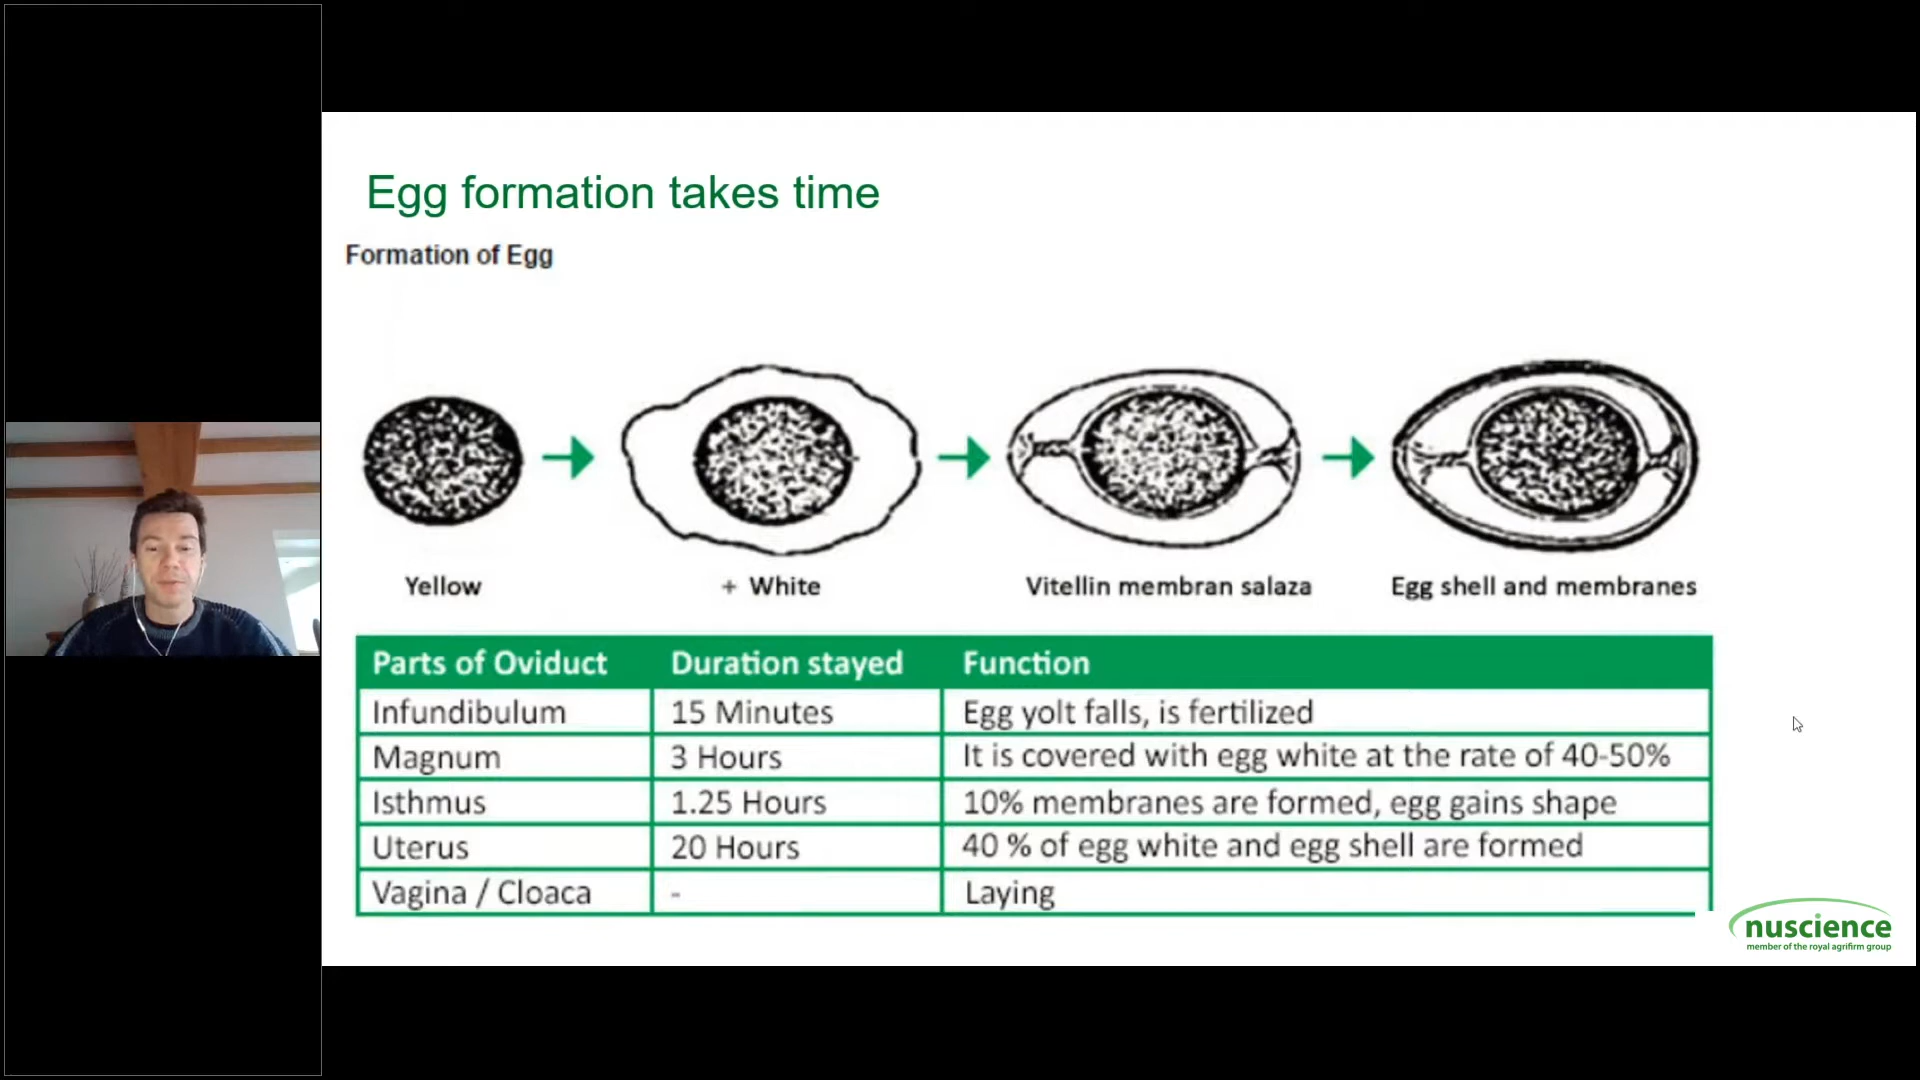 Egg formation takes time
Formation of Egg
Yellow
+ White
Vitellin membran salaza
Egg shell and membranes
Parts of Oviduct Duration stayed Function
Infundibulum 15 Minutes Egg yolt falls, is fertilized
Magnum 3 Hours It is covered with egg white at the rate of 40-50%
Isthmus 1.25 Hours 10% membranes are formed, egg gains shape
Uterus 20 Hours 40 % of egg white and egg shell are formed
Vagina / Cloaca - Laying
nuscience
member of the royal agrifirm group